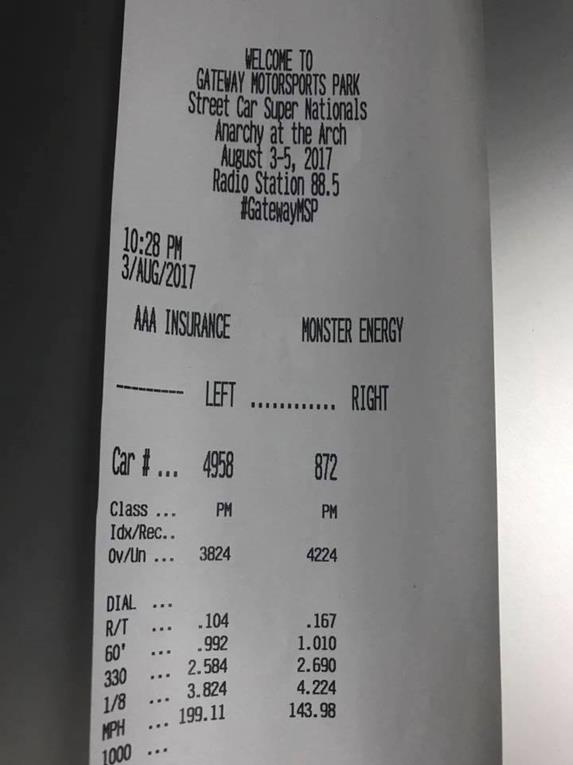 WELCOME TO
GATEWAY MOTORSPORTS PARK
Street Car Super Nationals
Anarchy at the Arch
August 3-5, 2017
Radio Station 88.5
#GatewayMSP
10:28 PM
3/AUG/2017
AAA INSURANCE MONSTER ENERGY
--------- LEFT ............ RIGHT
Car # ... 4958 872
Class ... PM PM
Idx/Rec..
Ov/Un ... 3824 4224
DIAL ...
R/T ... .104 .167
60' ... .992 1.010
330 ... 2.584 2.690
1/8 ... 3.824 4.224
MPH ... 199.11 143.98
1000 ...